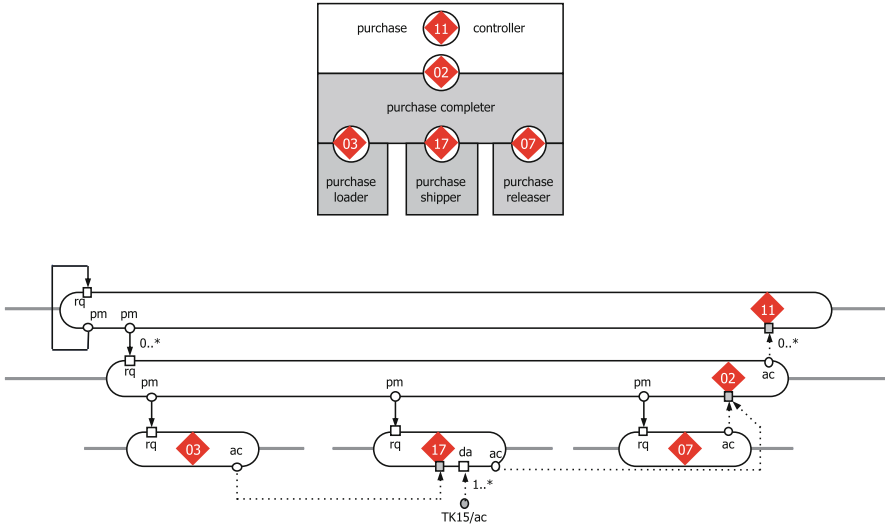 purchase 11 controller
02
purchase completer
03 17 07
purchase purchase purchase
loader shipper releaser
rq
pm pm 11
0..* 0..*
rq 02 ac
pm pm pm
rq 03 ac rq 17 da ac rq 07 ac
1..*
TK15/ac